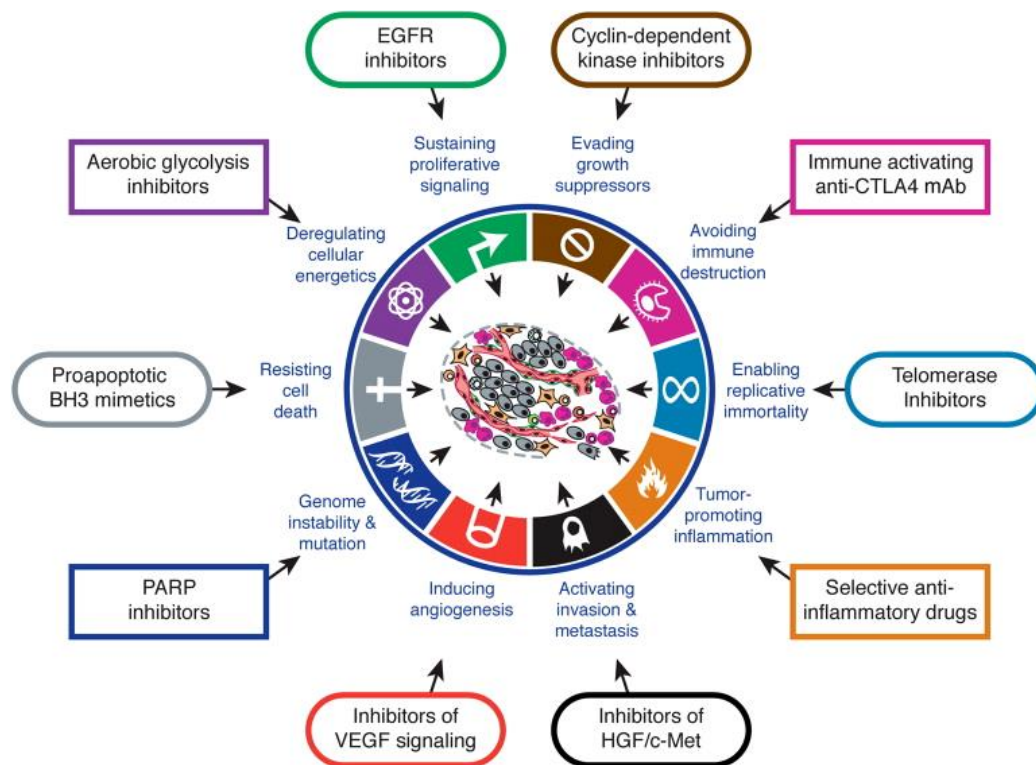 EGFR
inhibitors
Cyclin-dependent
kinase inhibitors
Sustaining
proliferative
signaling
Evading
growth
suppressors
Aerobic glycolysis
inhibitors
Immune activating
anti-CTLA4 mAb
Deregulating
cellular
energetics
Avoiding
immune
destruction
Proapoptotic
BH3 mimetics
Resisting
cell
death
Enabling
replicative
immortality
Telomerase
Inhibitors
Genome
instability &
mutation
Tumor-
promoting
inflammation
PARP
inhibitors
Inducing
angiogenesis
Activating
invasion &
metastasis
Selective anti-
inflammatory drugs
Inhibitors of
VEGF signaling
Inhibitors of
HGF/c-Met